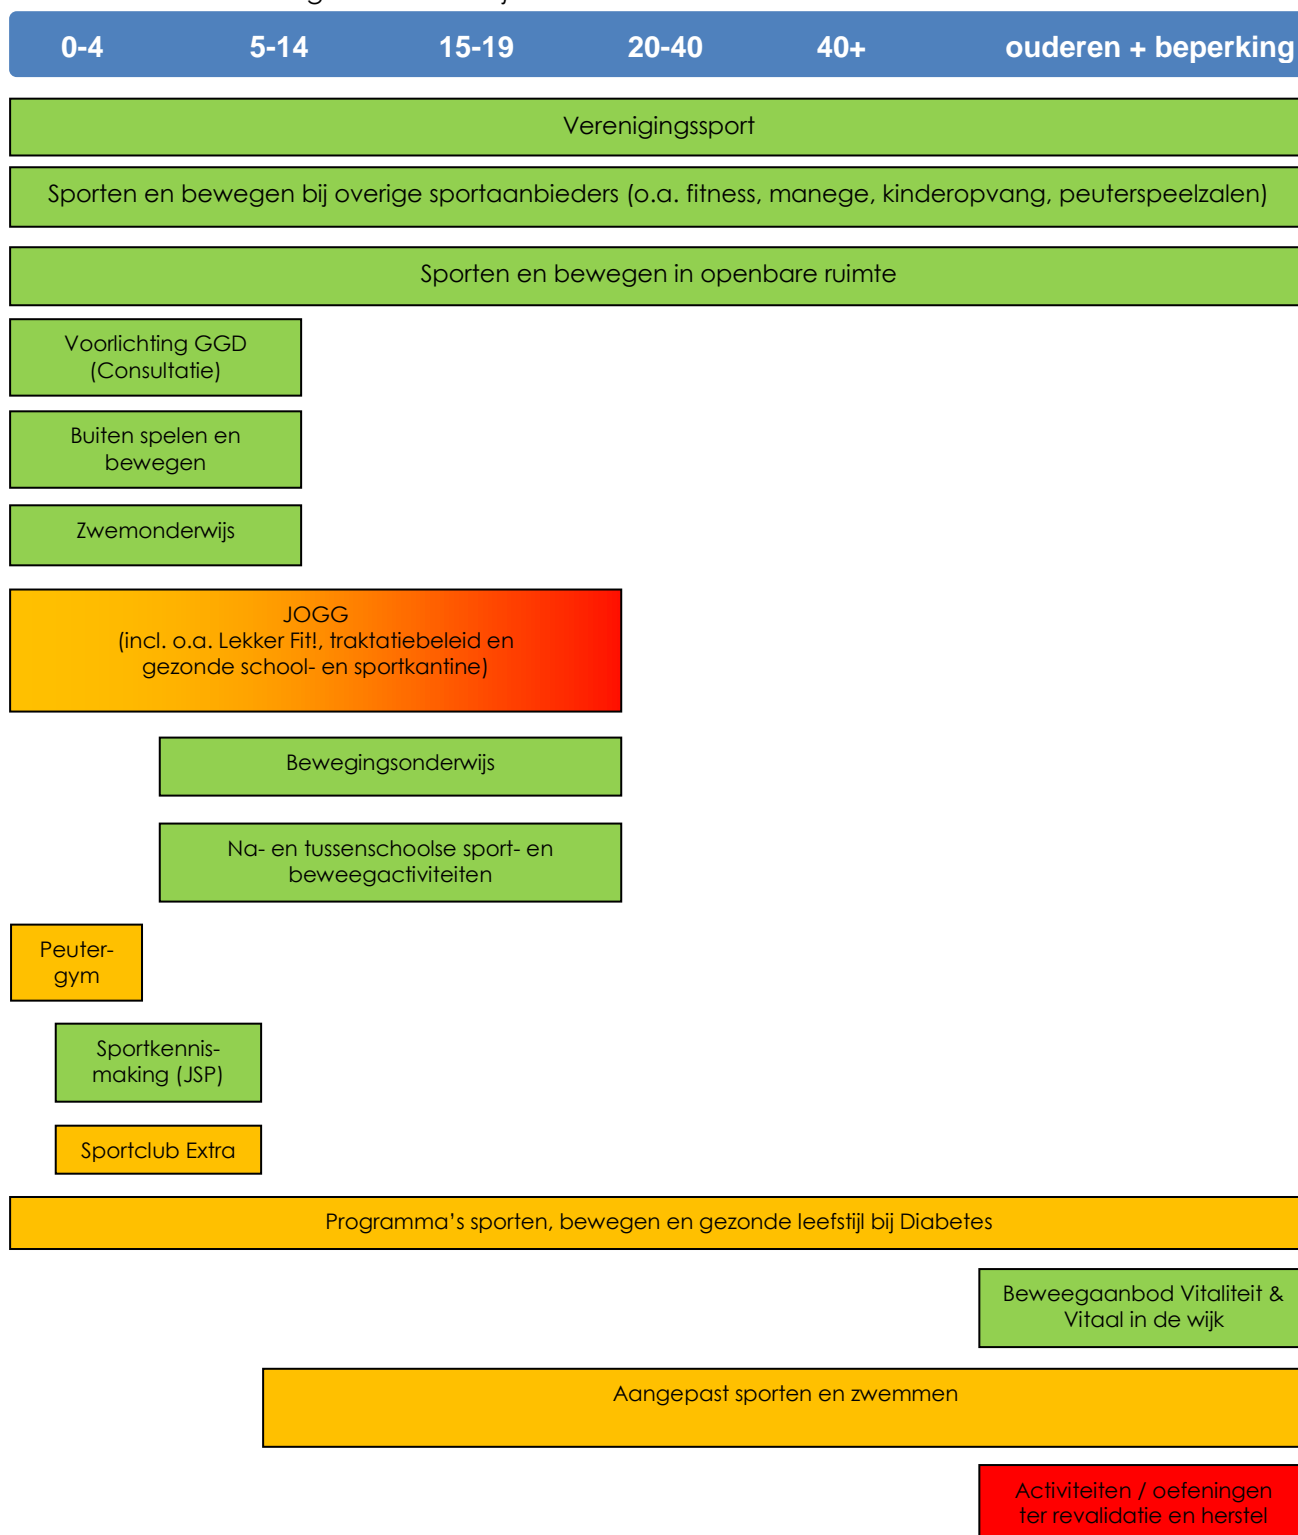 0-4 5-14 15-19 20-40 40+ ouderen + beperking
Verenigingssport
Sporten en bewegen bij overige sportaanbieders (o.a. fitness, manege, kinderopvang, peuterspeelzalen)
Sporten en bewegen in openbare ruimte
Voorlichting GGD
(Consultatie)
Buiten spelen en
bewegen
Zwemonderwijs
JOGG
(incl. o.a. Lekker Fit!, traktatiebeleid en
gezonde school- en sportkantine)
Bewegingsonderwijs
Na- en tussenschoolse sport- en
beweegactiviteiten
Peuter-
gym
Sportkennis-
making (JSP)
Sportclub Extra
Programma's sporten, bewegen en gezonde leefstijl bij Diabetes
Beweegaanbod Vitaliteit &
Vitaal in de wijk
Aangepast sporten en zwemmen
Activiteiten / oefeningen
ter revalidatie en herstel